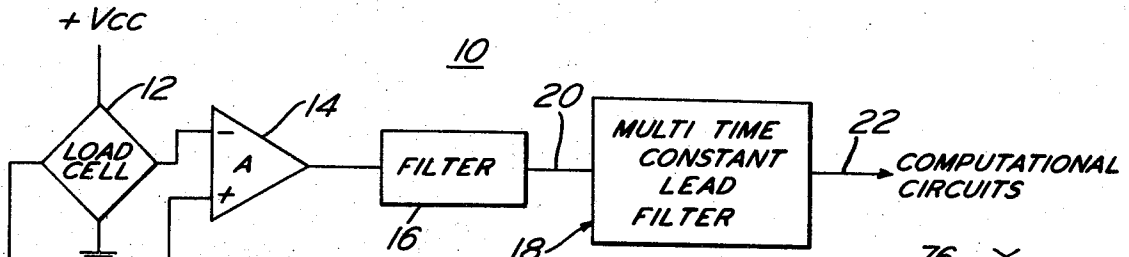 + VCC
10
12
14
LOAD
CELL
-
A
+
FILTER
16
20
MULTI TIME
CONSTANT
LEAD
FILTER
18
22
COMPUTATIONAL
CIRCUITS
76